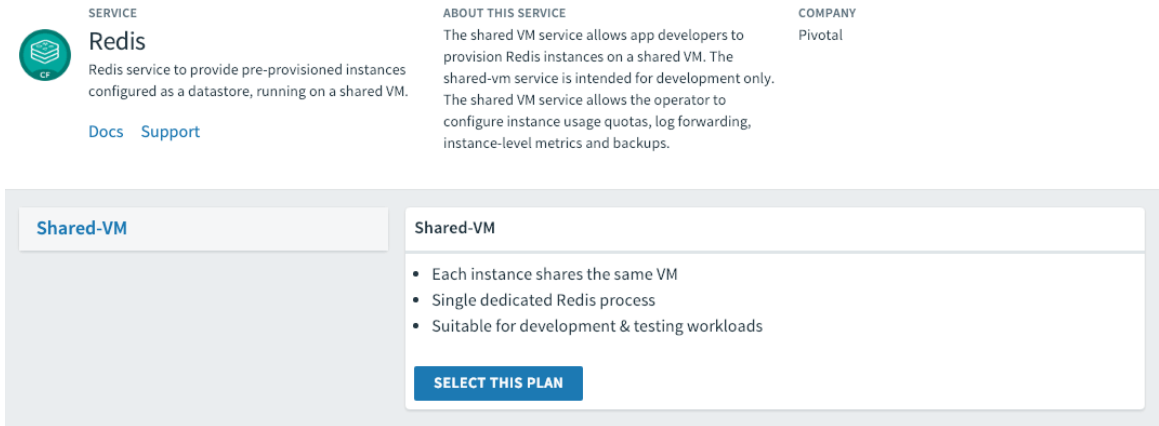 SERVICE
Redis
CF
Redis service to provide pre-provisioned instances
configured as a datastore, running on a shared VM.
Docs Support
ABOUT THIS SERVICE
The shared VM service allows app developers to
provision Redis instances on a shared VM. The
shared-vm service is intended for development only.
The shared VM service allows the operator to
configure instance usage quotas, log forwarding,
instance-level metrics and backups.
COMPANY
Pivotal
Shared-VM
Shared-VM
• Each instance shares the same VM
• Single dedicated Redis process
• Suitable for development & testing workloads
SELECT THIS PLAN